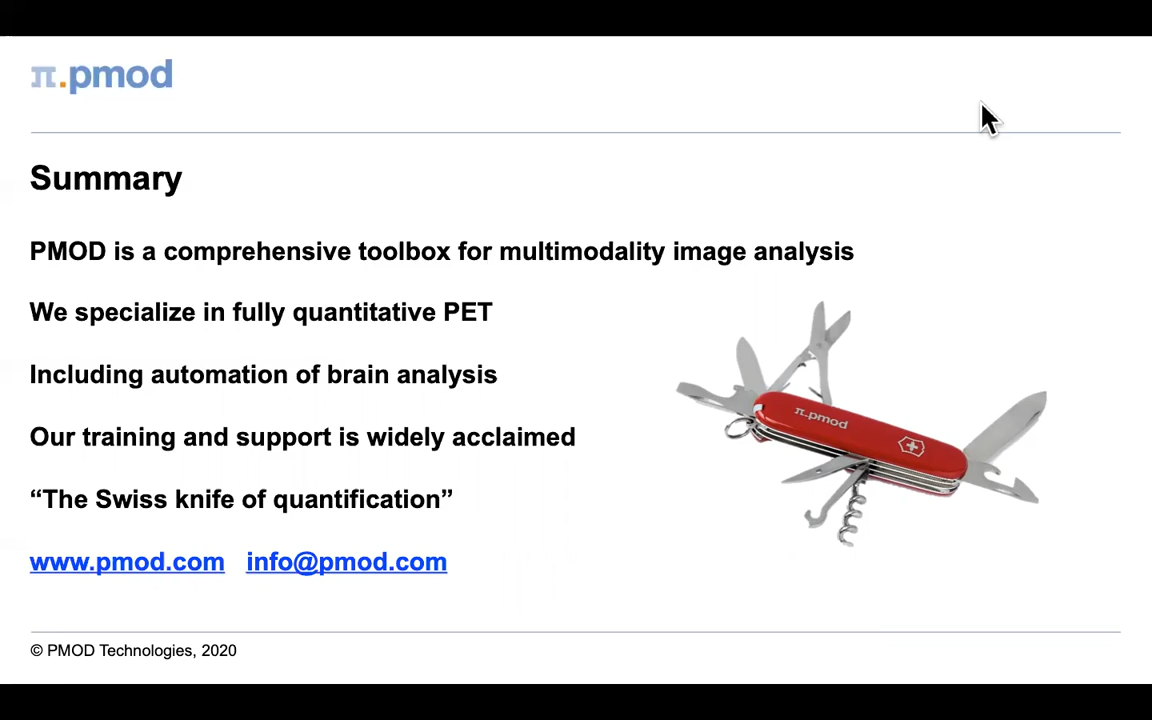 π.pmod
Summary
PMOD is a comprehensive toolbox for multimodality image analysis
We specialize in fully quantitative PET
Including automation of brain analysis
π.pmod
Our training and support is widely acclaimed
“The Swiss knife of quantification”
www.pmod.com info@pmod.com
© PMOD Technologies, 2020